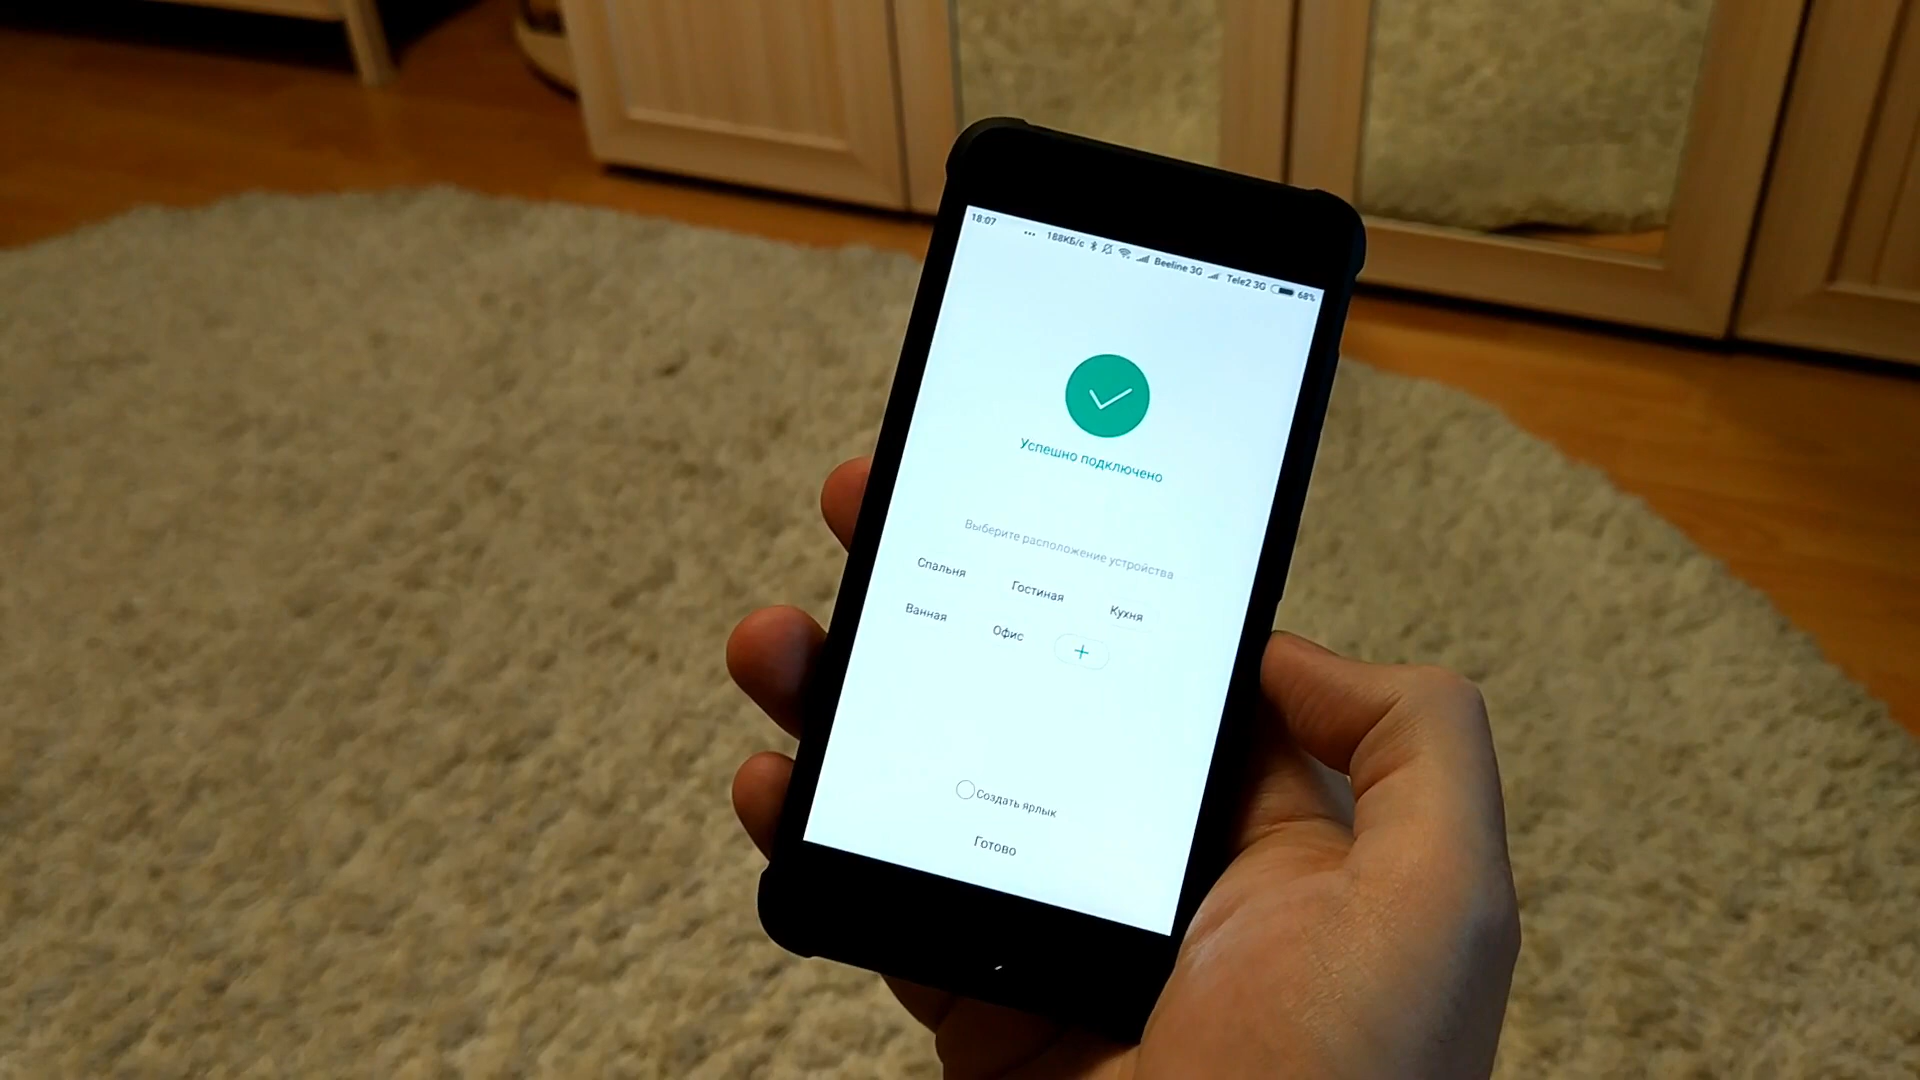 18:07 ... 188КБ/с Beeline 3G Tele2 3G 68%
Успешно подключено
Выберите расположение устройства
Спальня Гостиная Кухня
Ванная Офис +
Создать ярлык
Готово